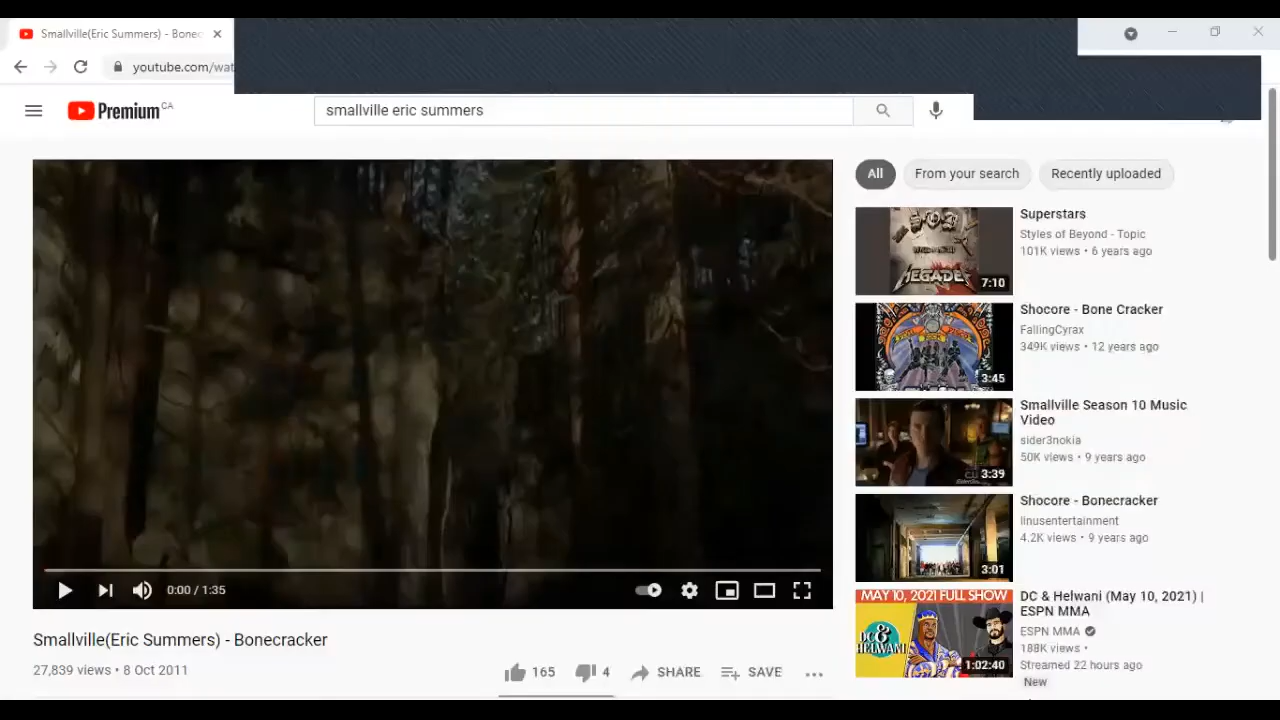 Smallville(Eric Summers) - Bonec
youtube.com/wat
Premium CA
smallville eric summers
All
From your search
Recently uploaded
Superstars
Styles of Beyond - Topic
101K views • 6 years ago
MEGADEF
7:10
Shocore - Bone Cracker
FallingCyrax
349K views • 12 years ago
3:45
Smallville Season 10 Music
Video
sider3nokia
50K views • 9 years ago
3:39
Shocore - Bonecracker
linusentertainment
4.2K views • 9 years ago
3:01
MAY 10, 2021 FULL SHOW
DC &
HELWANI
1:02:40
DC & Helwani (May 10, 2021) |
ESPN MMA
ESPN MMA
188K views •
Streamed 22 hours ago
New
0:00 / 1:35
Smallville(Eric Summers) - Bonecracker
27,839 views • 8 Oct 2011
165
4
SHARE
SAVE